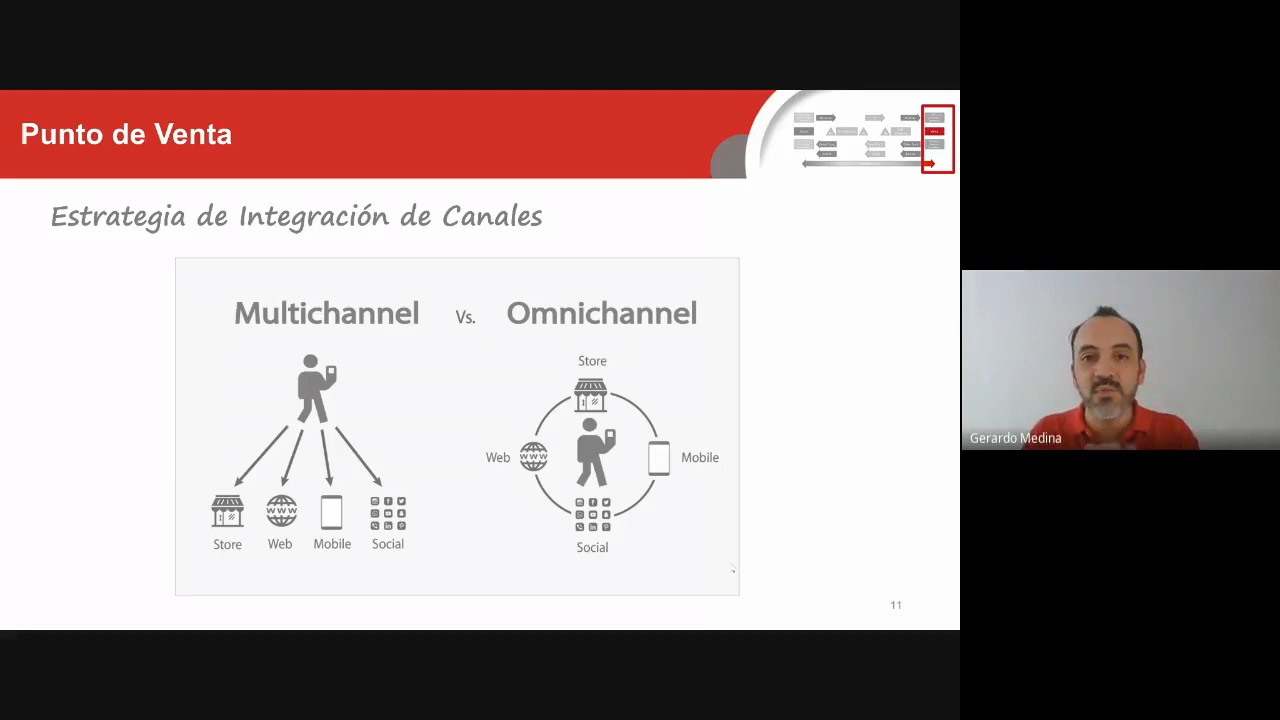 Punto de Venta
Estrategia de Integración de Canales
Multichannel Vs. Omnichannel
Store
Web
Mobile
Store Web Mobile Social
Social
11
Gerardo Medina